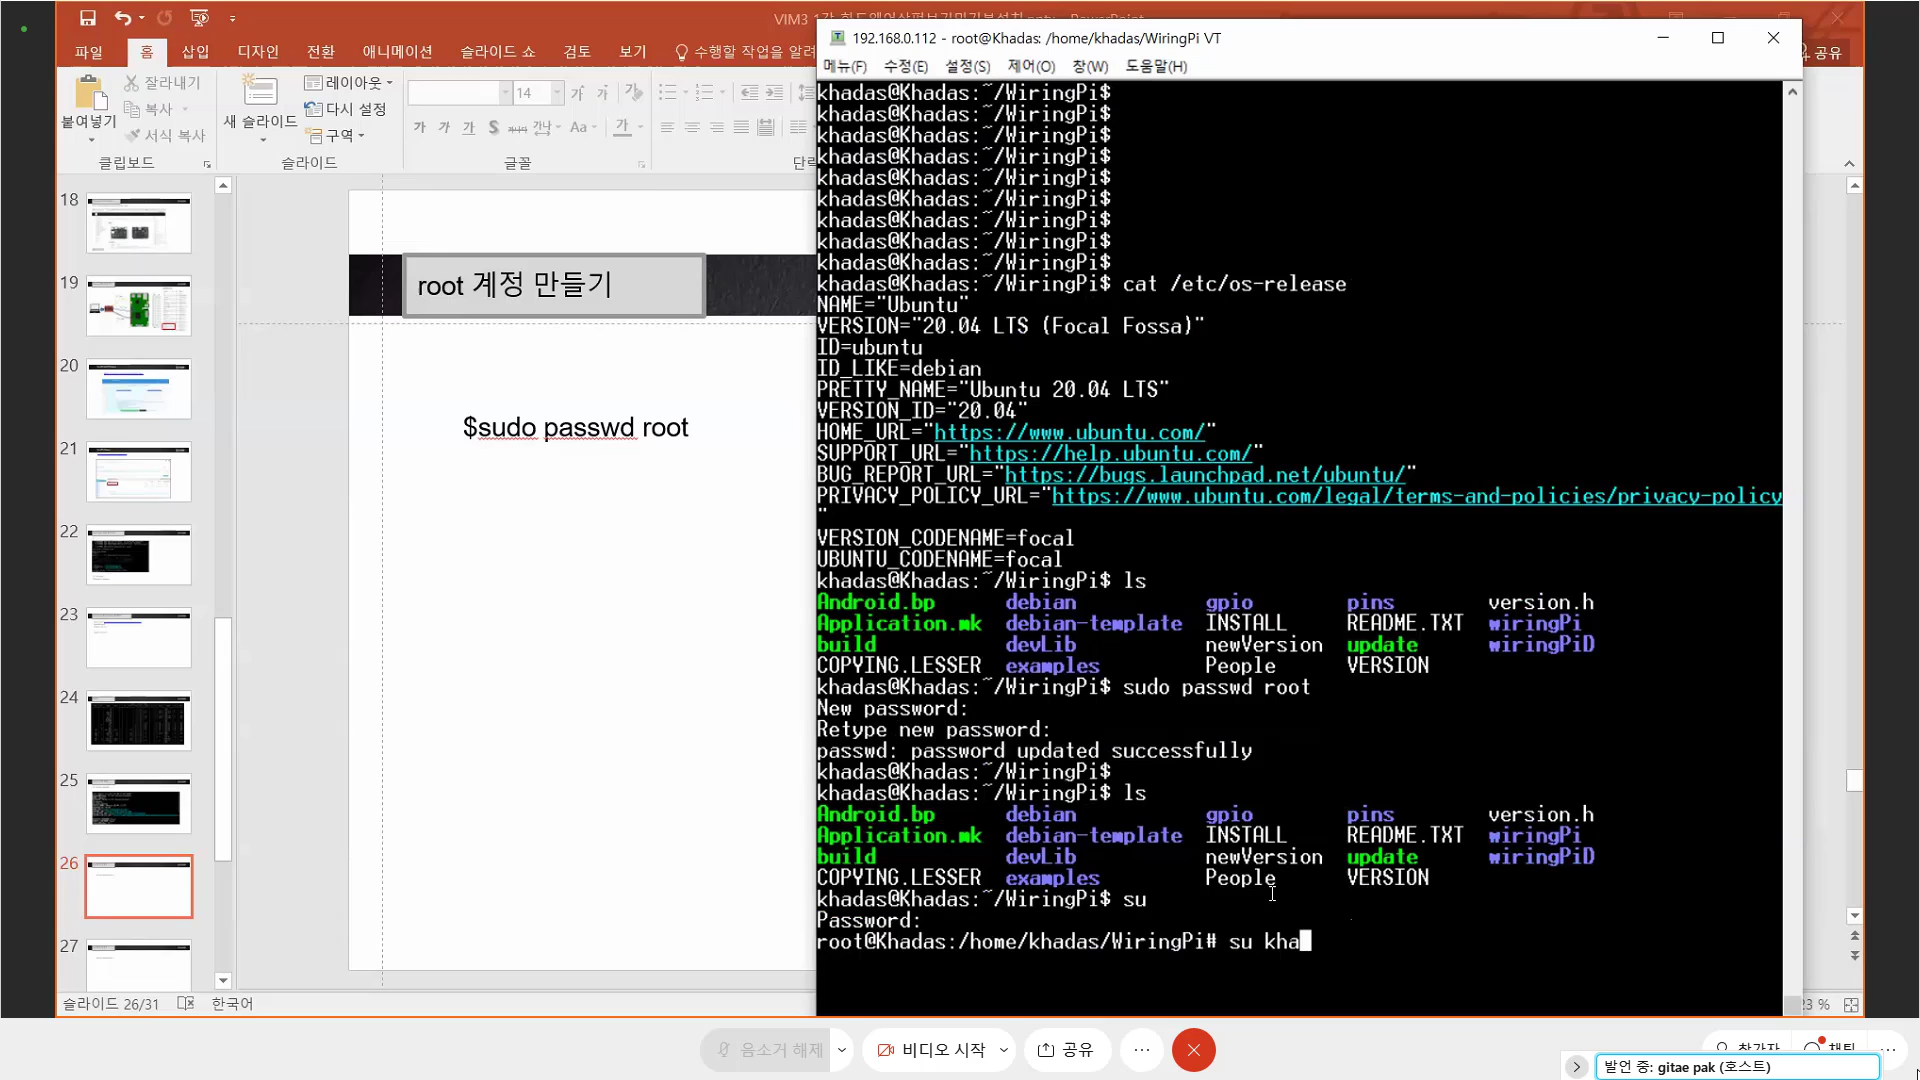 192.168.0.112 - root@Khadas: /home/khadas/WiringPi VT
파일
홈
삽입
디자인
전환
애니메이션
슬라이드 쇼
검토
보기
수행할 작업을 알려
공유
메뉴(F) 수정(E) 설정(S) 제어(O) 창(W) 도움말(H)
붙여넣기
잘라내기
복사
서식 복사
클립보드
새 슬라이드
레이아웃
다시 설정
구역
슬라이드
14
글꼴
단락
18
19
20
21
22
23
24
25
26
27
root 계정 만들기
$sudo passwd root
khadas@Khadas:~/WiringPi$
khadas@Khadas:~/WiringPi$
khadas@Khadas:~/WiringPi$
khadas@Khadas:~/WiringPi$
khadas@Khadas:~/WiringPi$
khadas@Khadas:~/WiringPi$
khadas@Khadas:~/WiringPi$
khadas@Khadas:~/WiringPi$
khadas@Khadas:~/WiringPi$
khadas@Khadas:~/WiringPi$ cat /etc/os-release
NAME="Ubuntu"
VERSION="20.04 LTS (Focal Fossa)"
ID=ubuntu
ID_LIKE=debian
PRETTY_NAME="Ubuntu 20.04 LTS"
VERSION_ID="20.04"
HOME_URL="https://www.ubuntu.com/"
SUPPORT_URL="https://help.ubuntu.com/"
BUG_REPORT_URL="https://bugs.launchpad.net/ubuntu/"
PRIVACY_POLICY_URL="https://www.ubuntu.com/legal/terms-and-policies/privacy-policy
"
VERSION_CODENAME=focal
UBUNTU_CODENAME=focal
khadas@Khadas:~/WiringPi$ ls
Android.bp debian gpio pins version.h
Application.mk debian-template INSTALL README.TXT wiringPi
build devLib newVersion update wiringPiD
COPYING.LESSER examples People VERSION
khadas@Khadas:~/WiringPi$ sudo passwd root
New password:
Retype new password:
passwd: password updated successfully
khadas@Khadas:~/WiringPi$
khadas@Khadas:~/WiringPi$ ls
Android.bp debian gpio pins version.h
Application.mk debian-template INSTALL README.TXT wiringPi
build devLib newVersion update wiringPiD
COPYING.LESSER examples People VERSION
khadas@Khadas:~/WiringPi$ su
Password:
root@Khadas:/home/khadas/WiringPi# su kha
슬라이드 26/31 한국어
음소거 해제
비디오 시작
공유
발언 중: gitae pak (호스트)